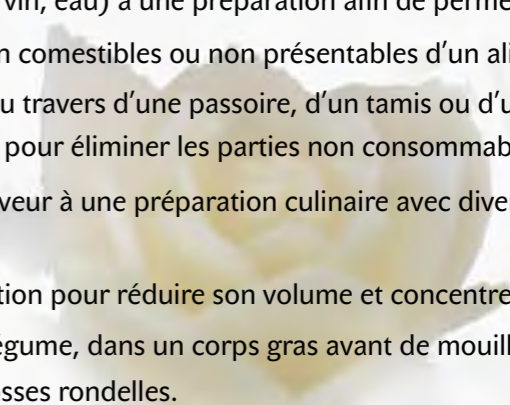 vin, eau) à une préparation afin de perme
n comestibles ou non présentables d'un ali
u travers d'une passoire, d'un tamis ou d'u
pour éliminer les parties non consommab
veur à une préparation culinaire avec dive
tion pour réduire son volume et concentre
égume, dans un corps gras avant de mouill
sses rondelles.